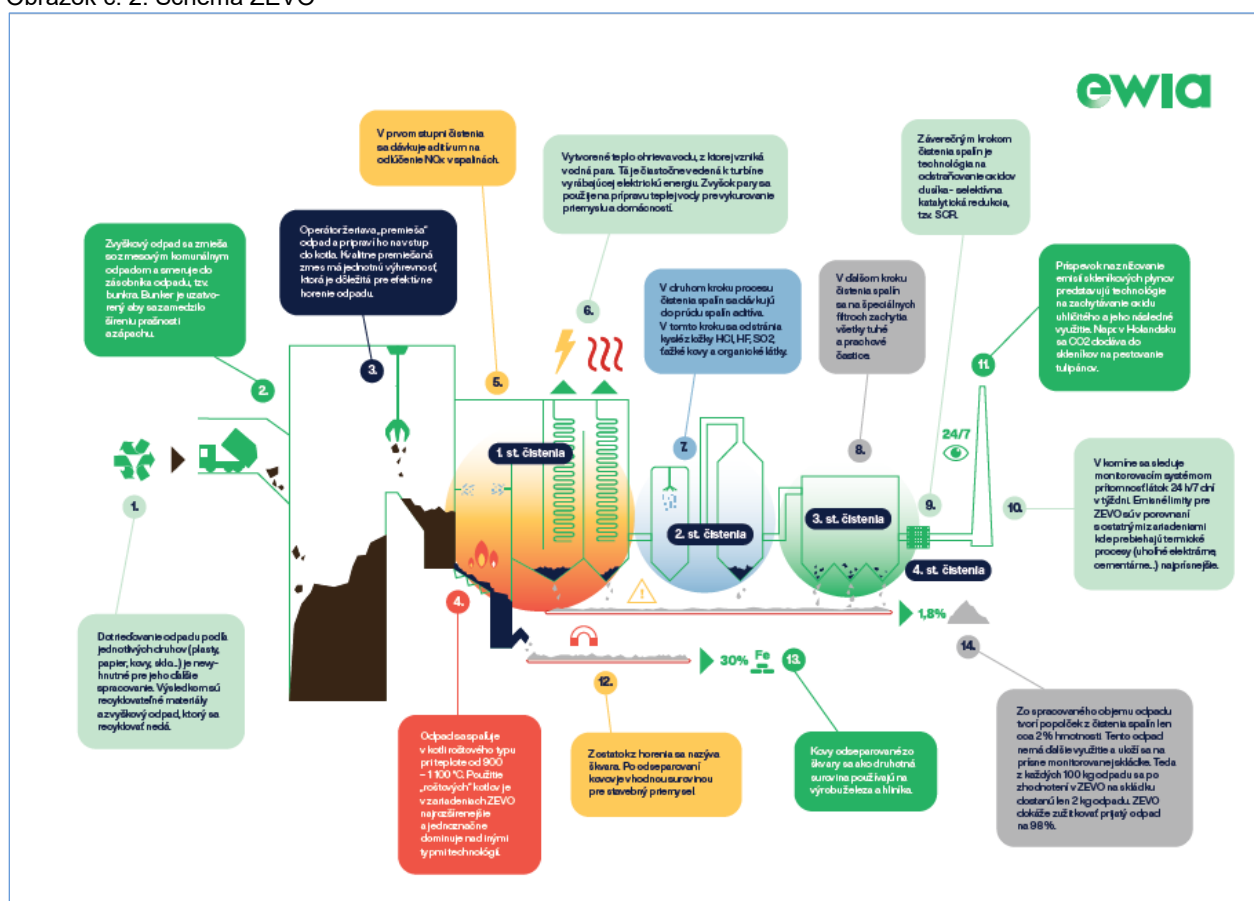 Obrázok č. 2: Schéma ZEVO
ewia
V prvom stupni čistenia
sa dávkuje aditívum na
odlúčenie NOx v spalinách.
Vytvorené teplo ohrieva vodu, z ktorej vzniká
vodná para. Tá je čiastočne vedená k turbíne
vyrábajúcej elektrickú energiu. Zvyšok pary sa
použije na prípravu teplej vody pre vykurovanie
priemyslu a domácností.
Záverečným krokom
čistenia spalín je
technológia na
odstraňovanie oxidov
dusíka – selektívna
katalytická redukcia,
tzv. SCR.
Zvyškový odpad sa zmieša
so zmesovým komunálnym
odpadom a smeruje do
zásobníka odpadu, tzv.
bunkra. Bunker je uzatvo-
rený aby sa zamedzilo
šíreniu prašnosti
a zápachu.
Operátor žeriava „premieša“
odpad a pripraví ho na vstup
do kotla. Kvalitne premiešaná
zmes má jednotnú výhrevnosť,
ktorá je dôležitá pre efektívne
horenie odpadu.
V druhom kroku procesu
čistenia spalín sa dávkujú
do prúdu spalín aditíva.
V tomto kroku sa odstránia
kyslé zložky HCl, HF, SO2,
ťažké kovy a organické látky.
V ďalšom kroku
čistenia spalín
sa na špeciálnych
filtroch zachytia
všetky tuhé
a prachové
častice.
Príspevok na znižovanie
emisií skleníkových plynov
predstavujú technológie
na zachytávanie oxidu
uhličitého a jeho následné
využitie. Napr. v Holandsku
sa CO2 dodáva do
skleníkov na pestovanie
tulipánov.
6.
3.
5.
2.
11.
24/7
1. st. čistenia
7.
8.
9.
10.
V komíne sa sleduje
monitorovacím systémom
prítomnosť látok 24 h/7 dní
v týždni. Emisné limity pre
ZEVO sú v porovnaní
s ostatnými zariadeniami
kde prebiehajú termické
procesy (uhoľné elektrárne,
cementárne...) najprísnejšie.
1.
2. st. čistenia
3. st. čistenia
4. st. čistenia
4.
!
1,8%
14.
Dotrieďovanie odpadu podľa
jednotlivých druhov (plasty,
papier, kovy, sklo...) je nevy-
hnutné pre jeho ďalšie
spracovanie. Výsledkom sú
recyklovateľné materiály
a zvyškový odpad, ktorý sa
recyklovať nedá.
12.
30%
Fe
13.
Odpad sa spaľuje
v kotli roštového typu
pri teplote od 900
– 1 100 °C. Použitie
„roštových“ kotlov je
v zariadeniach ZEVO
najrozšírenejšie
a jednoznačne
dominuje nad inými
typmi technológií.
Zostatok z horenia sa nazýva
škvara. Po odseparovaní
kovov je vhodnou surovinou
pre stavebný priemysel.
Kovy odseparované zo
škvary sa ako druhotná
surovina používajú na
výrobu železa a hliníka.
Zo spracovaného objemu odpadu
tvorí popolček z čistenia spalín len
cca 2% hmotnosti. Tento odpad
nemá ďalšie využitie a uloží sa na
prísne monitorovanej skládke. Teda
z každých 100 kg odpadu sa po
zhodnotení v ZEVO na skládku
dostanú len 2 kg odpadu. ZEVO
dokáže zužitkovať prijatý odpad
na 98%.